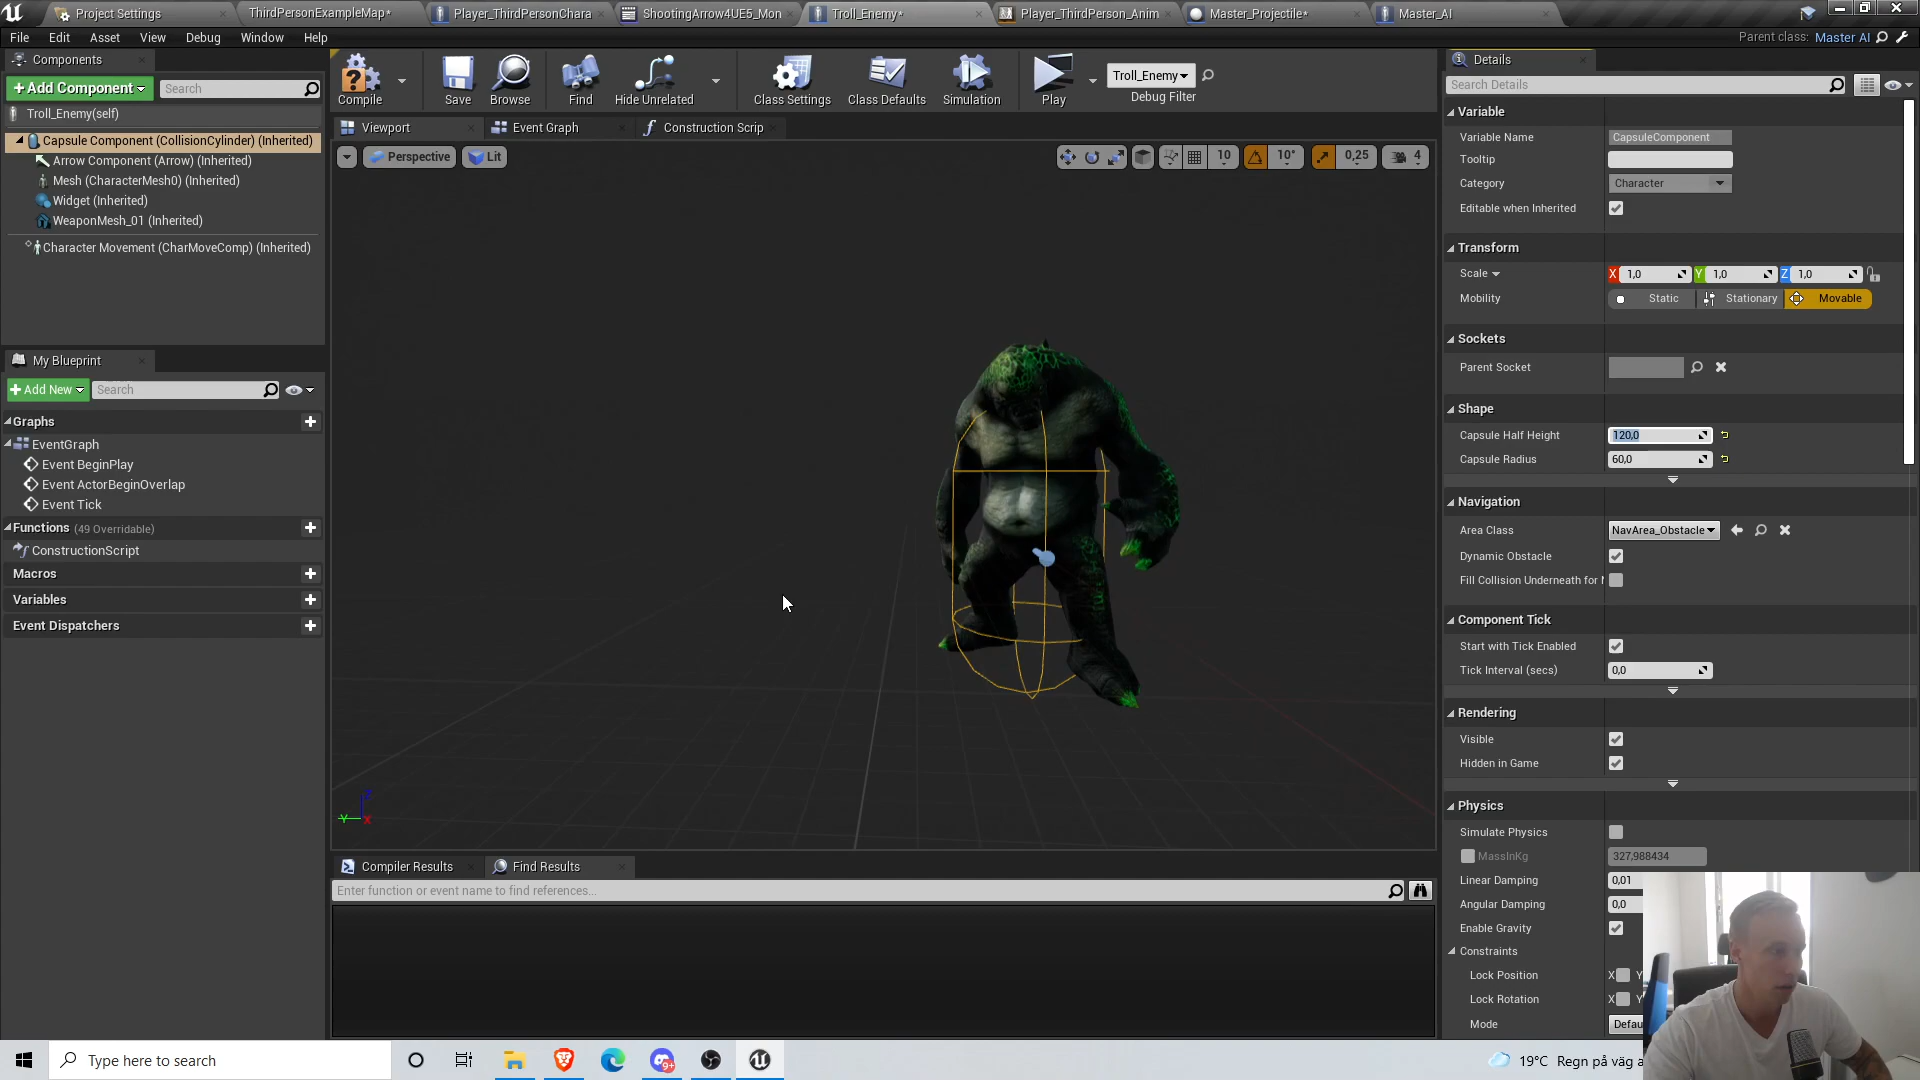 Project Settings
ThirdPersonExampleMap*
Player_ThirdPersonChara
ShootingArrow4UE5_Mon
Troll_Enemy*
Player_ThirdPerson_Anim
Master_Projectile*
Master_AI
File Edit Asset View Debug Window Help
Parent class: Master AI
Components
+Add Component
Search
Troll_Enemy(self)
Capsule Component (CollisionCylinder) (Inherited)
Arrow Component (Arrow) (Inherited)
Mesh (CharacterMesh0) (Inherited)
Widget (Inherited)
WeaponMesh_01 (Inherited)
Character Movement (CharMoveComp) (Inherited)
My Blueprint
+Add New
Search
Graphs
EventGraph
Event BeginPlay
Event ActorBeginOverlap
Event Tick
Functions (49 Overridable)
ConstructionScript
Macros
Variables
Event Dispatchers
Compile
Save
Browse
Find
Hide Unrelated
Class Settings
Class Defaults
Simulation
Play
Troll_Enemy
Debug Filter
Viewport
Event Graph
Construction Scrip
Perspective
Lit
10
10°
0,25
4
Z
Y
X
Compiler Results
Find Results
Enter function or event name to find references...
Details
Search Details
Variable
Variable Name CapsuleComponent
Tooltip
Category Character
Editable when Inherited
Transform
Scale X 1,0 Y 1,0 Z 1,0
Mobility Static Stationary Movable
Sockets
Parent Socket
Shape
Capsule Half Height 120,0
Capsule Radius 60,0
Navigation
Area Class NavArea_Obstacle
Dynamic Obstacle
Fill Collision Underneath for
Component Tick
Start with Tick Enabled
Tick Interval (secs) 0,0
Rendering
Visible
Hidden in Game
Physics
Simulate Physics
MassInKg 327,988434
Linear Damping 0,01
Angular Damping 0,0
Enable Gravity
Constraints
Lock Position X Y
Lock Rotation X Y
Mode Defau
Type here to search
9+
19°C Regn på väg a